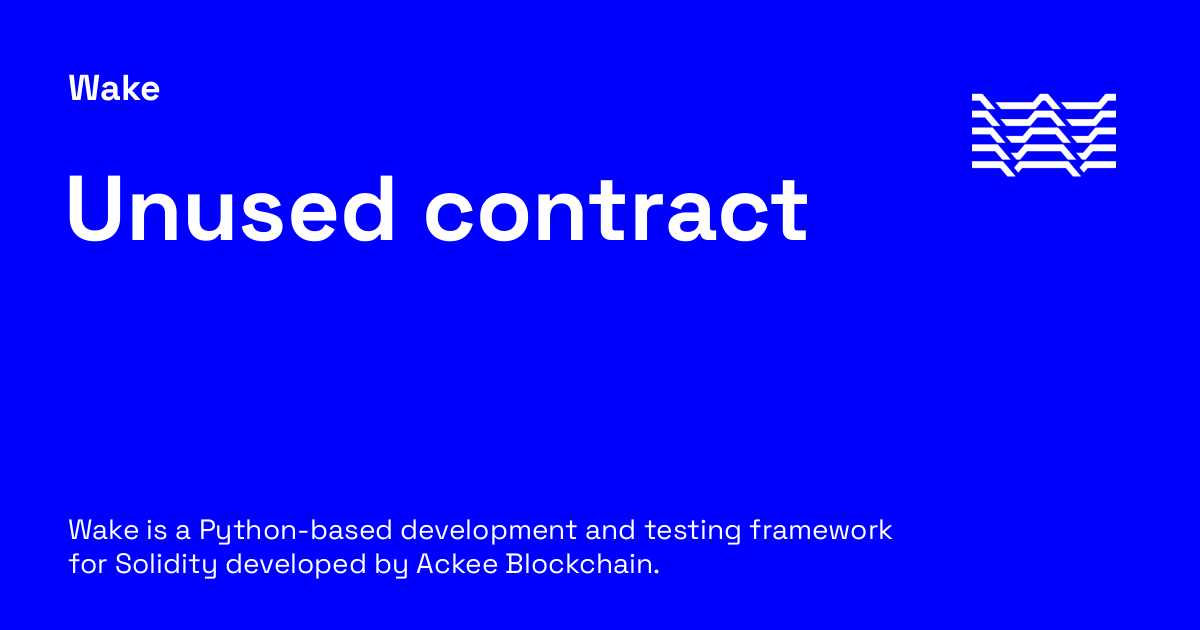 Wake
Unused contract
Wake is a Python-based development and testing framework
for Solidity developed by Ackee Blockchain.